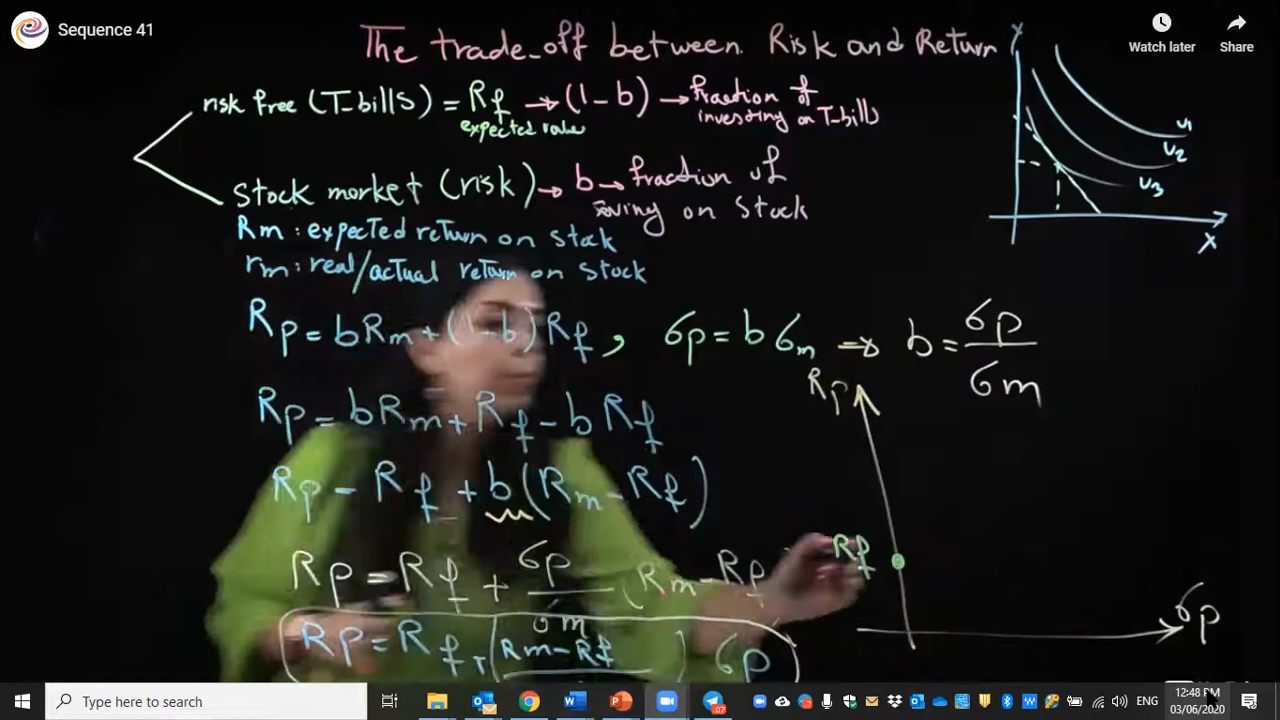 Sequence 41
Watch later
Share
The trade-off between Risk and Return
risk free (T-bills) = Rf → (1-b) → fraction of investing on T-bills
expected value
stock market (risk) → b → fraction of
saving on stock
Rm : expected return on stock
rm : real/actual return on stock
Rp = bRm + (1-b) Rf , σp = b σm → b = σp/σm
Rp = bRm + Rf - b Rf
Rp = Rf + b (Rm - Rf)
Rp = Rf + σp/σm (Rm - Rf
Rp = Rf + (Rm - Rf ) σp
Y
U1
U2
U3
X
Rp
Rf
σp
Type here to search
07
12:48 PM
03/06/2020